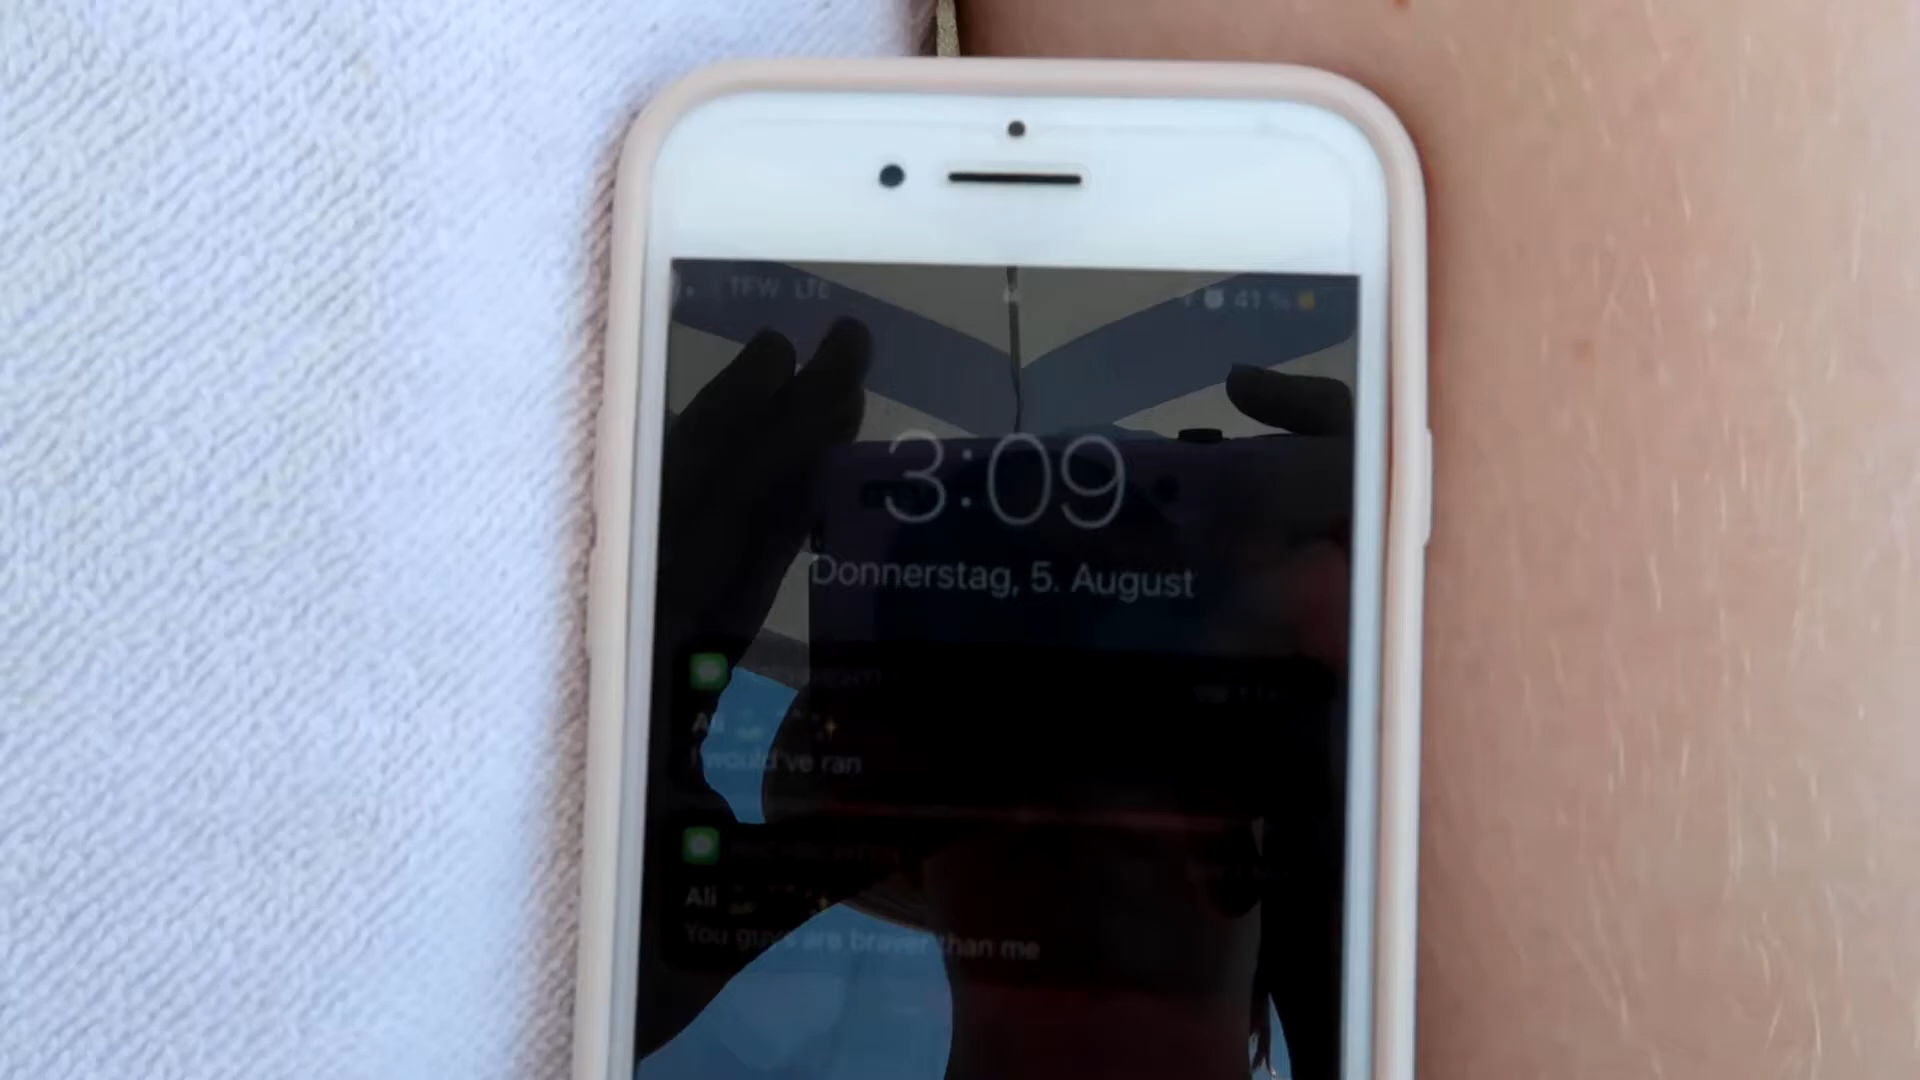 TFW LTE
41 %
3:09
Donnerstag, 5. August
Ali
I would've ran
Ali
You guys are braver than me